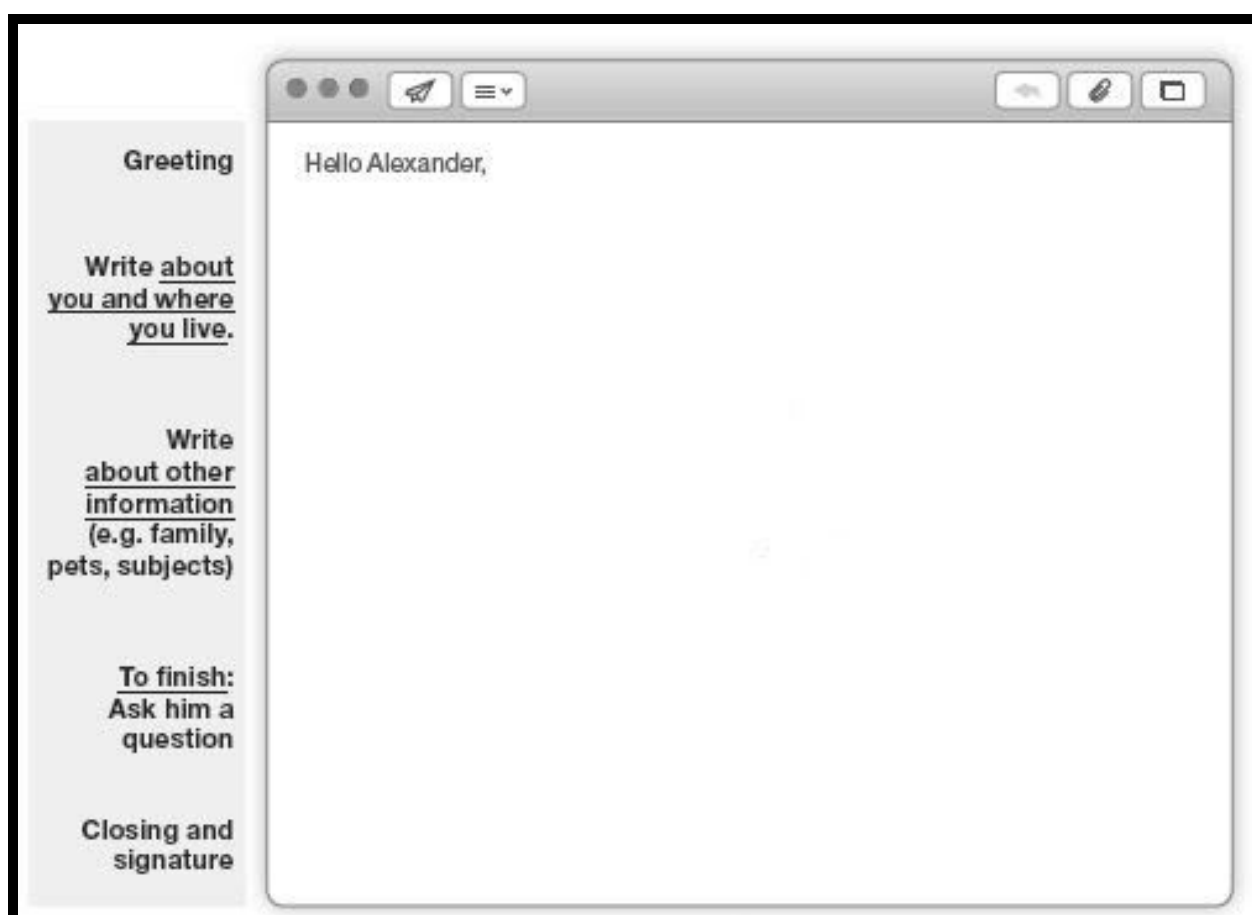 Greeting
Hello Alexander,
Write about
you and where
you live.
Write
about other
information
(e.g. family,
pets, subjects)
To finish:
Ask him a
question
Closing and
signature